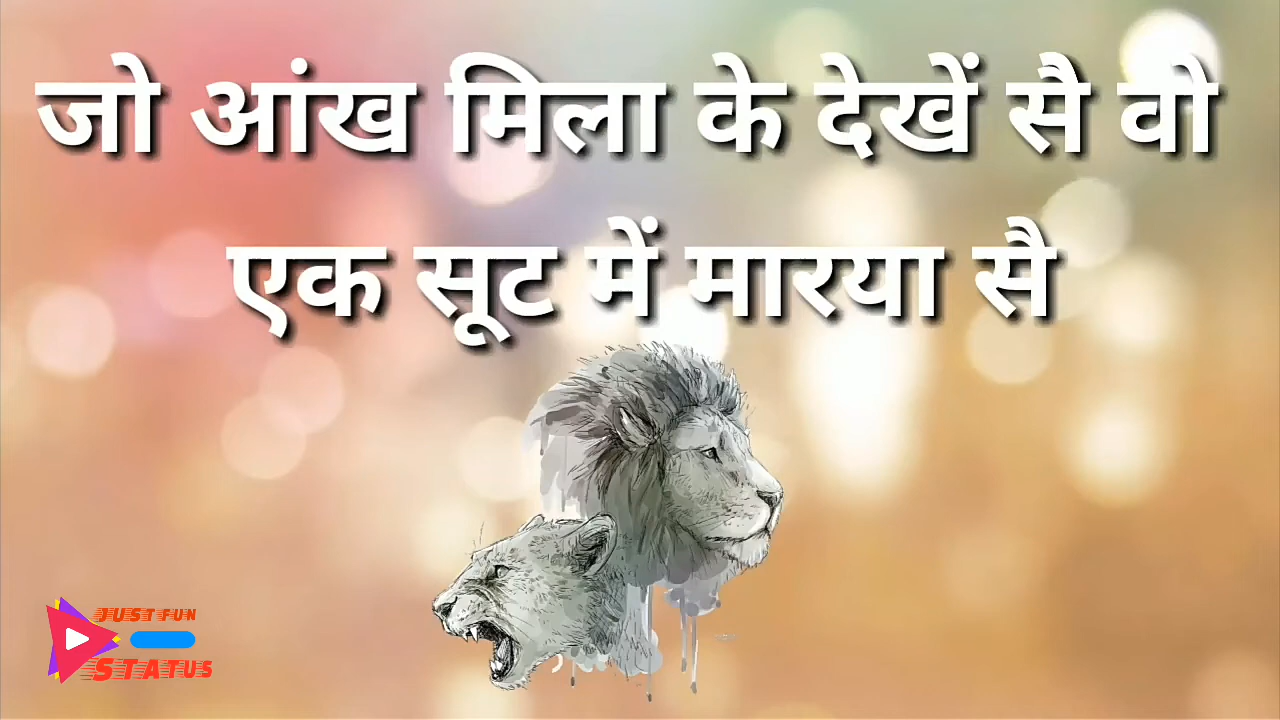 जो आंख मिला के देखें सै वो
एक सूट में मारया सै
JUST FUN
STATUS